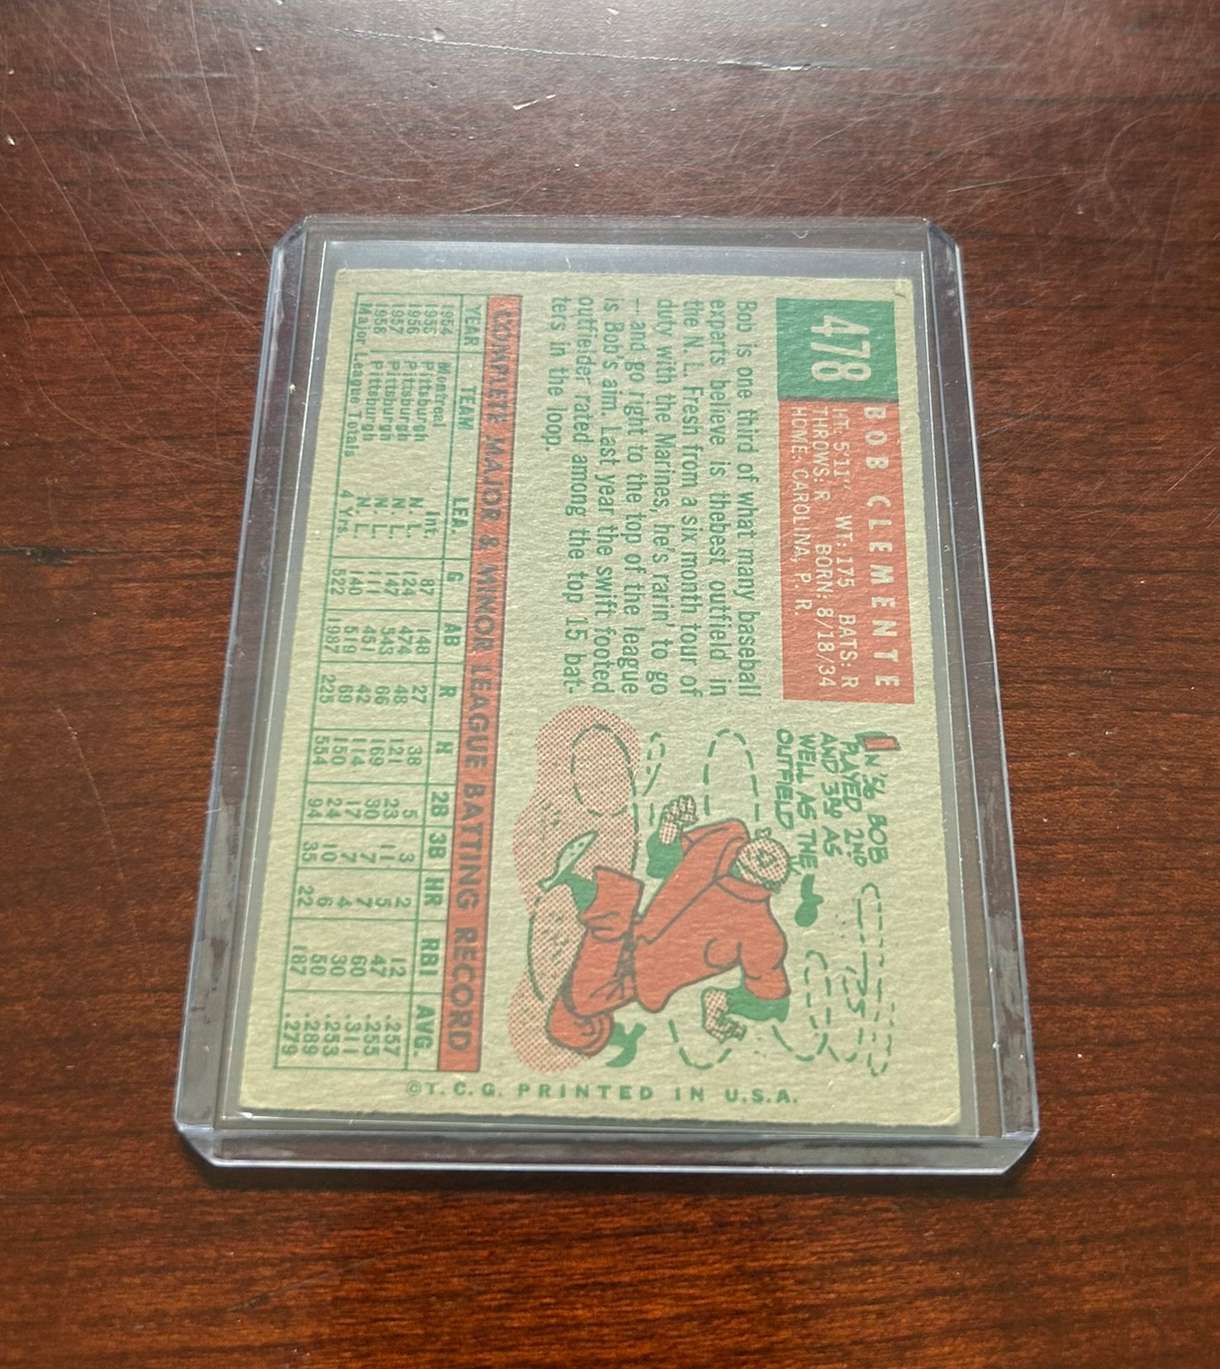 478
BOB CLEMENTE
HT: 5'11" WT: 175 BATS: R
THROWS: R BORN: 8/18/34
HOME: CAROLINA, P. R.
Bob is one third of what many baseball
experts believe is thebest outfield in
the N.L. Fresh from a six month tour of
duty with the Marines, he's rarin' to go
—and go right to the top of the league
is Bob's aim. Last year the swift footed
outfielder rated among the top 15 bat-
ters in the loop.
IN '56 BOB
PLAYED 2ND
AND 3RD AS
WELL AS THE
OUTFIELD
COMPLETE MAJOR & MINOR LEAGUE BATTING RECORD
YEAR TEAM LEA. G AB R H 2B 3B HR RBI AVG.
1954 Montreal Int. 87 148 27 38 5 3 2 12 .257
1955 Pittsburgh N. L. 124 474 48 121 23 11 5 47 .255
1956 Pittsburgh N. L. 147 543 66 169 30 7 7 60 .311
1957 Pittsburgh N. L. 111 451 42 114 17 7 4 30 .253
1958 Pittsburgh N. L. 140 519 69 150 24 10 6 50 .289
Major League Totals 4 Yrs. 522 1987 225 554 94 35 22 187 .279
©T. C. G. PRINTED IN U.S.A.